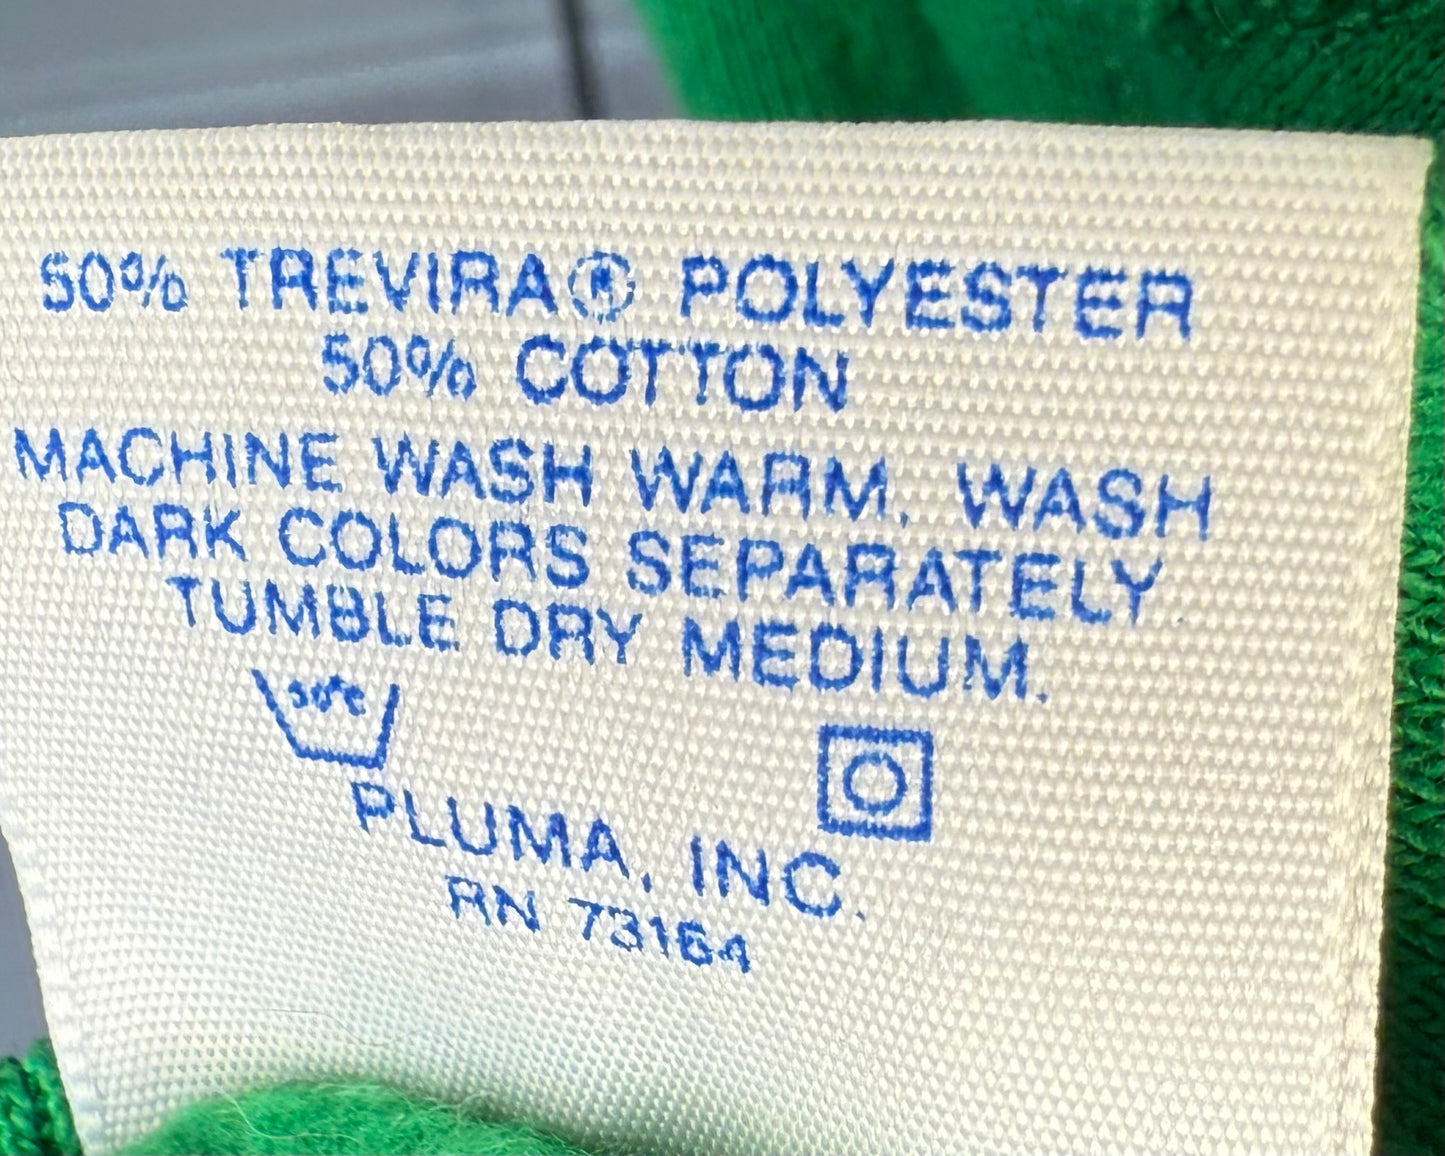 50% TREVIRA® POLYESTER
50% COTTON
MACHINE WASH WARM, WASH
DARK COLORS SEPARATELY.
TUMBLE DRY MEDIUM.
PLUMA, INC.
RN 73164